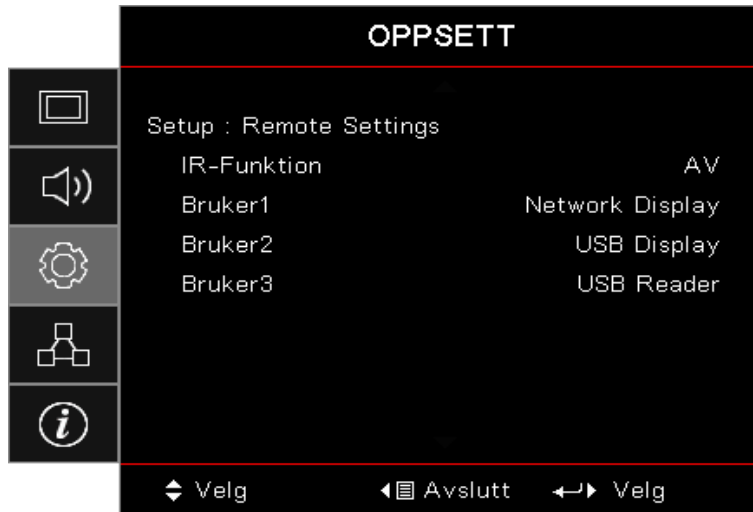 OPPSETT
Setup : Remote Settings
IR-Funktion AV
Bruker1 Network Display
Bruker2 USB Display
Bruker3 USB Reader
Velg Avslutt Velg